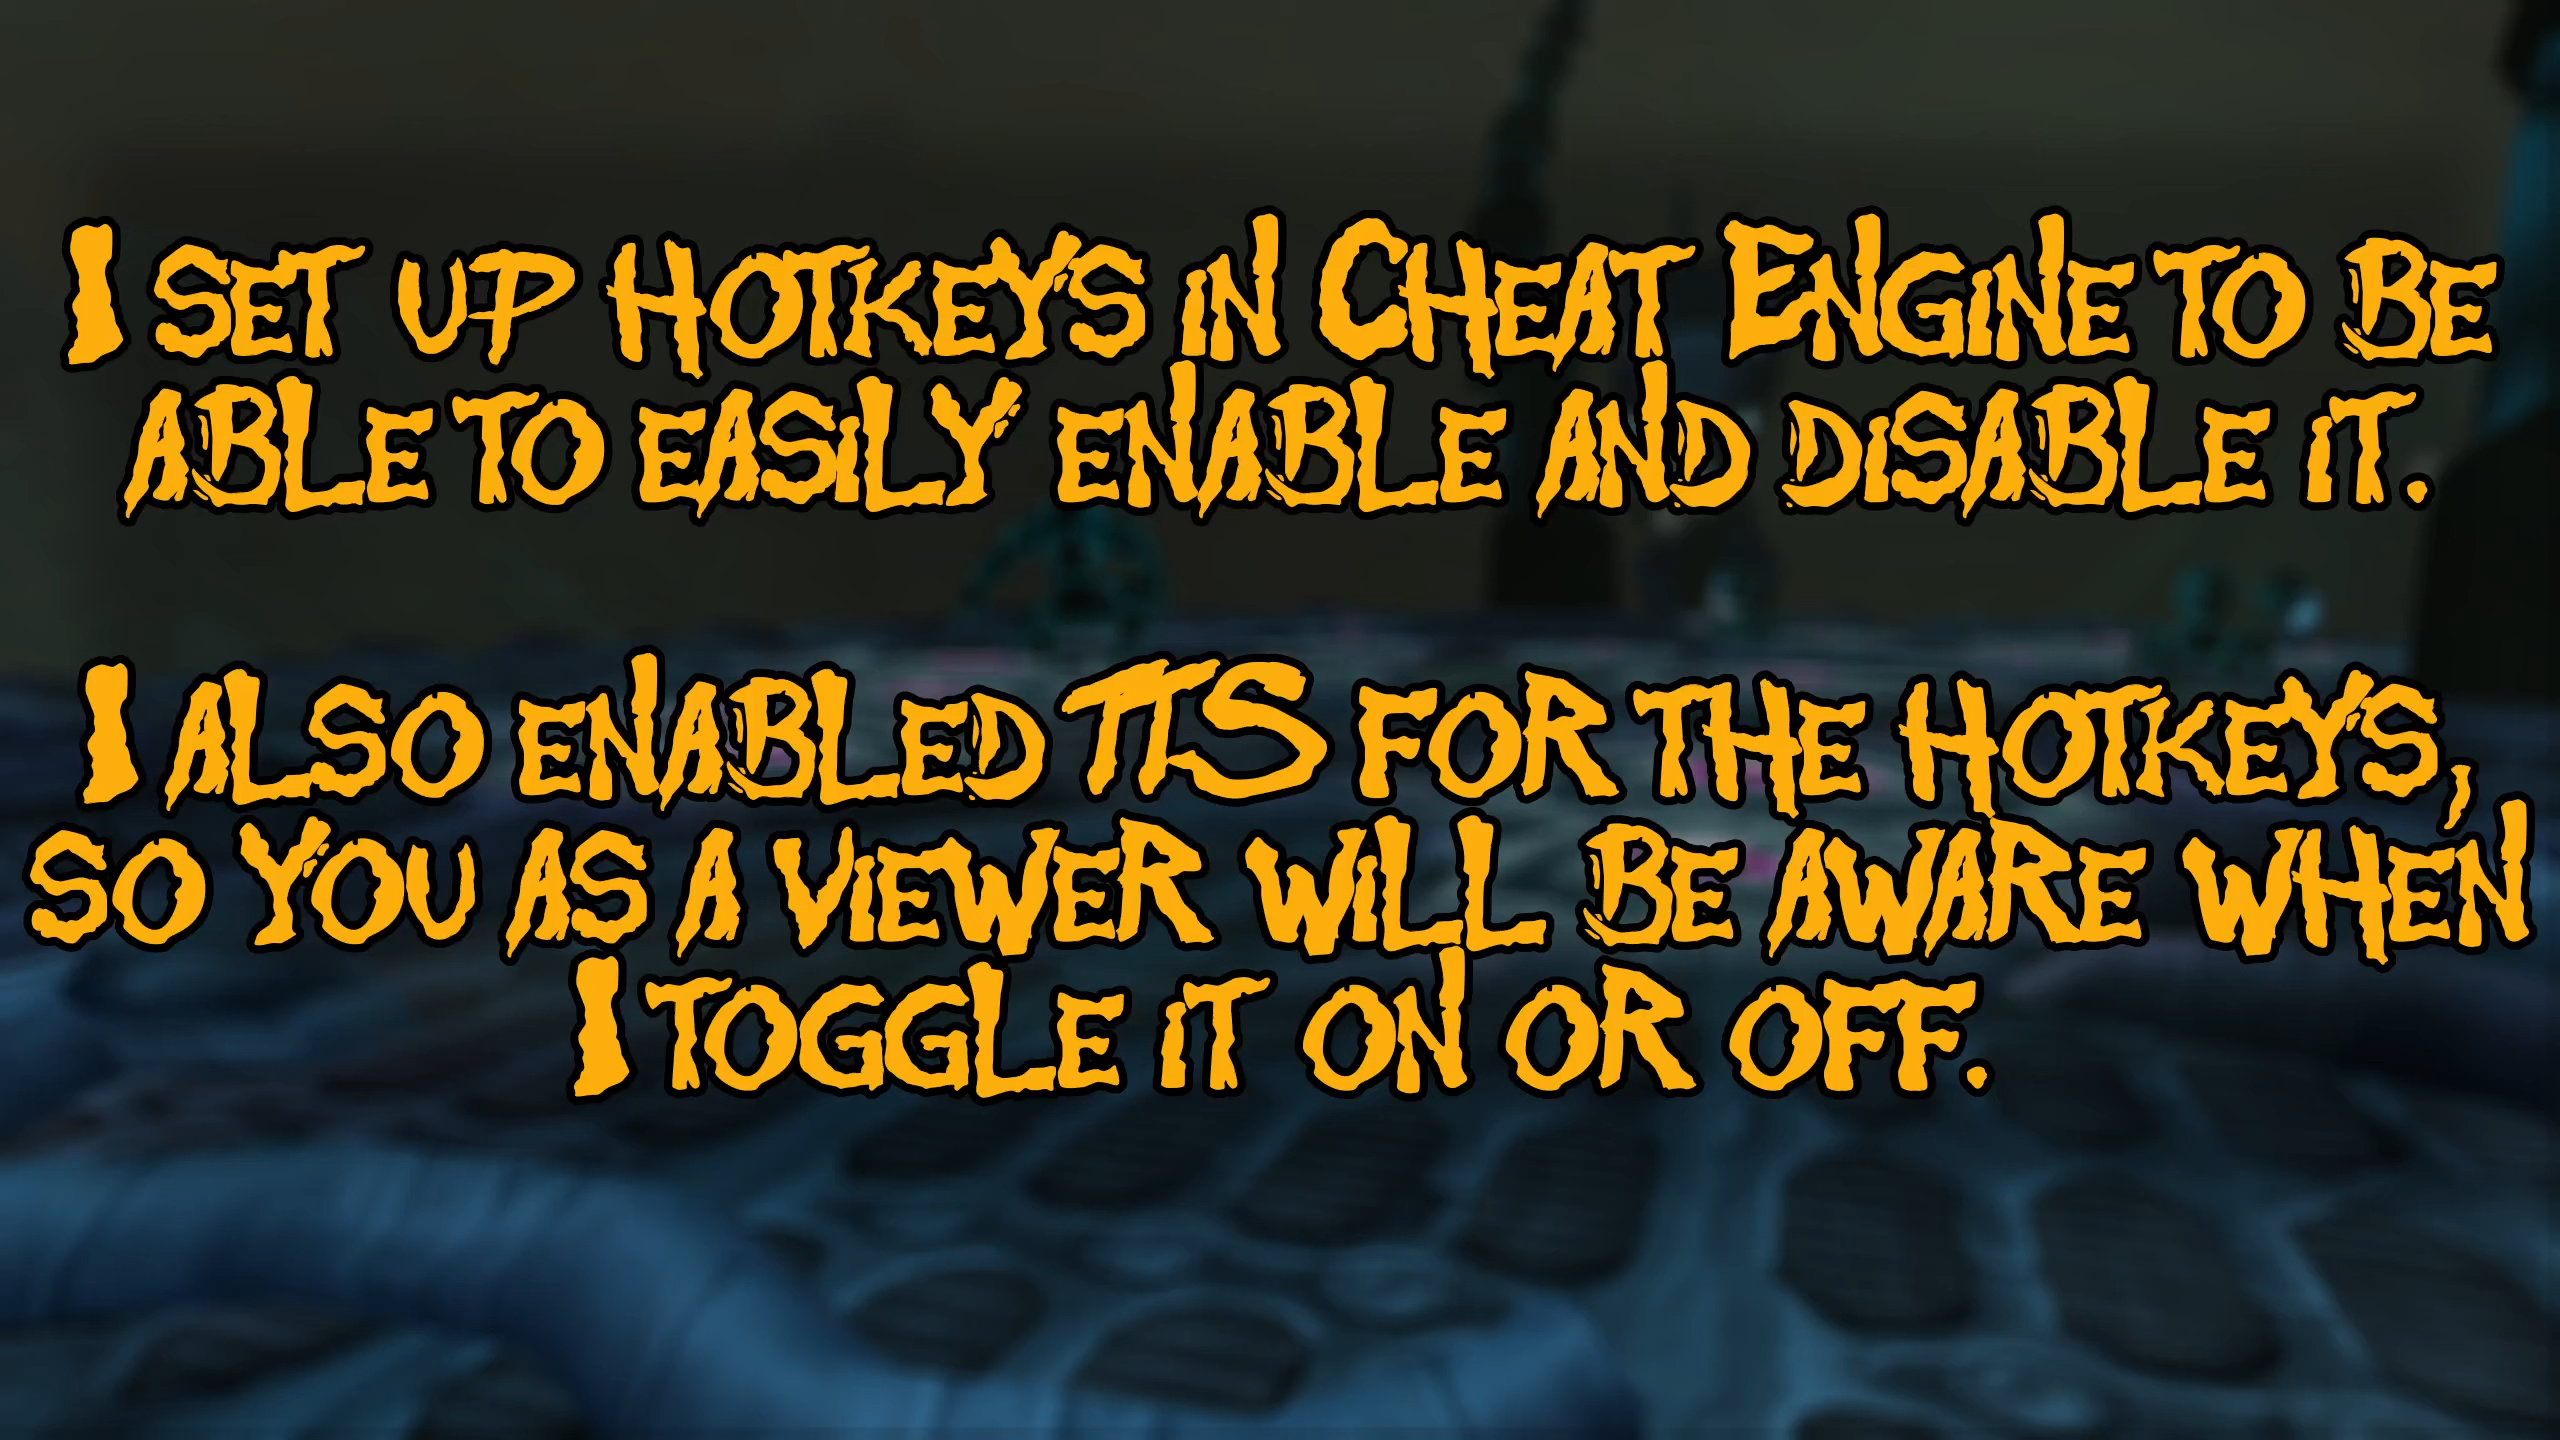 I set up hotkeys in Cheat Engine to be
able to easily enable and disable it.
I also enabled TTS for the hotkeys,
so you as a viewer will be aware when
I toggle it on or off.